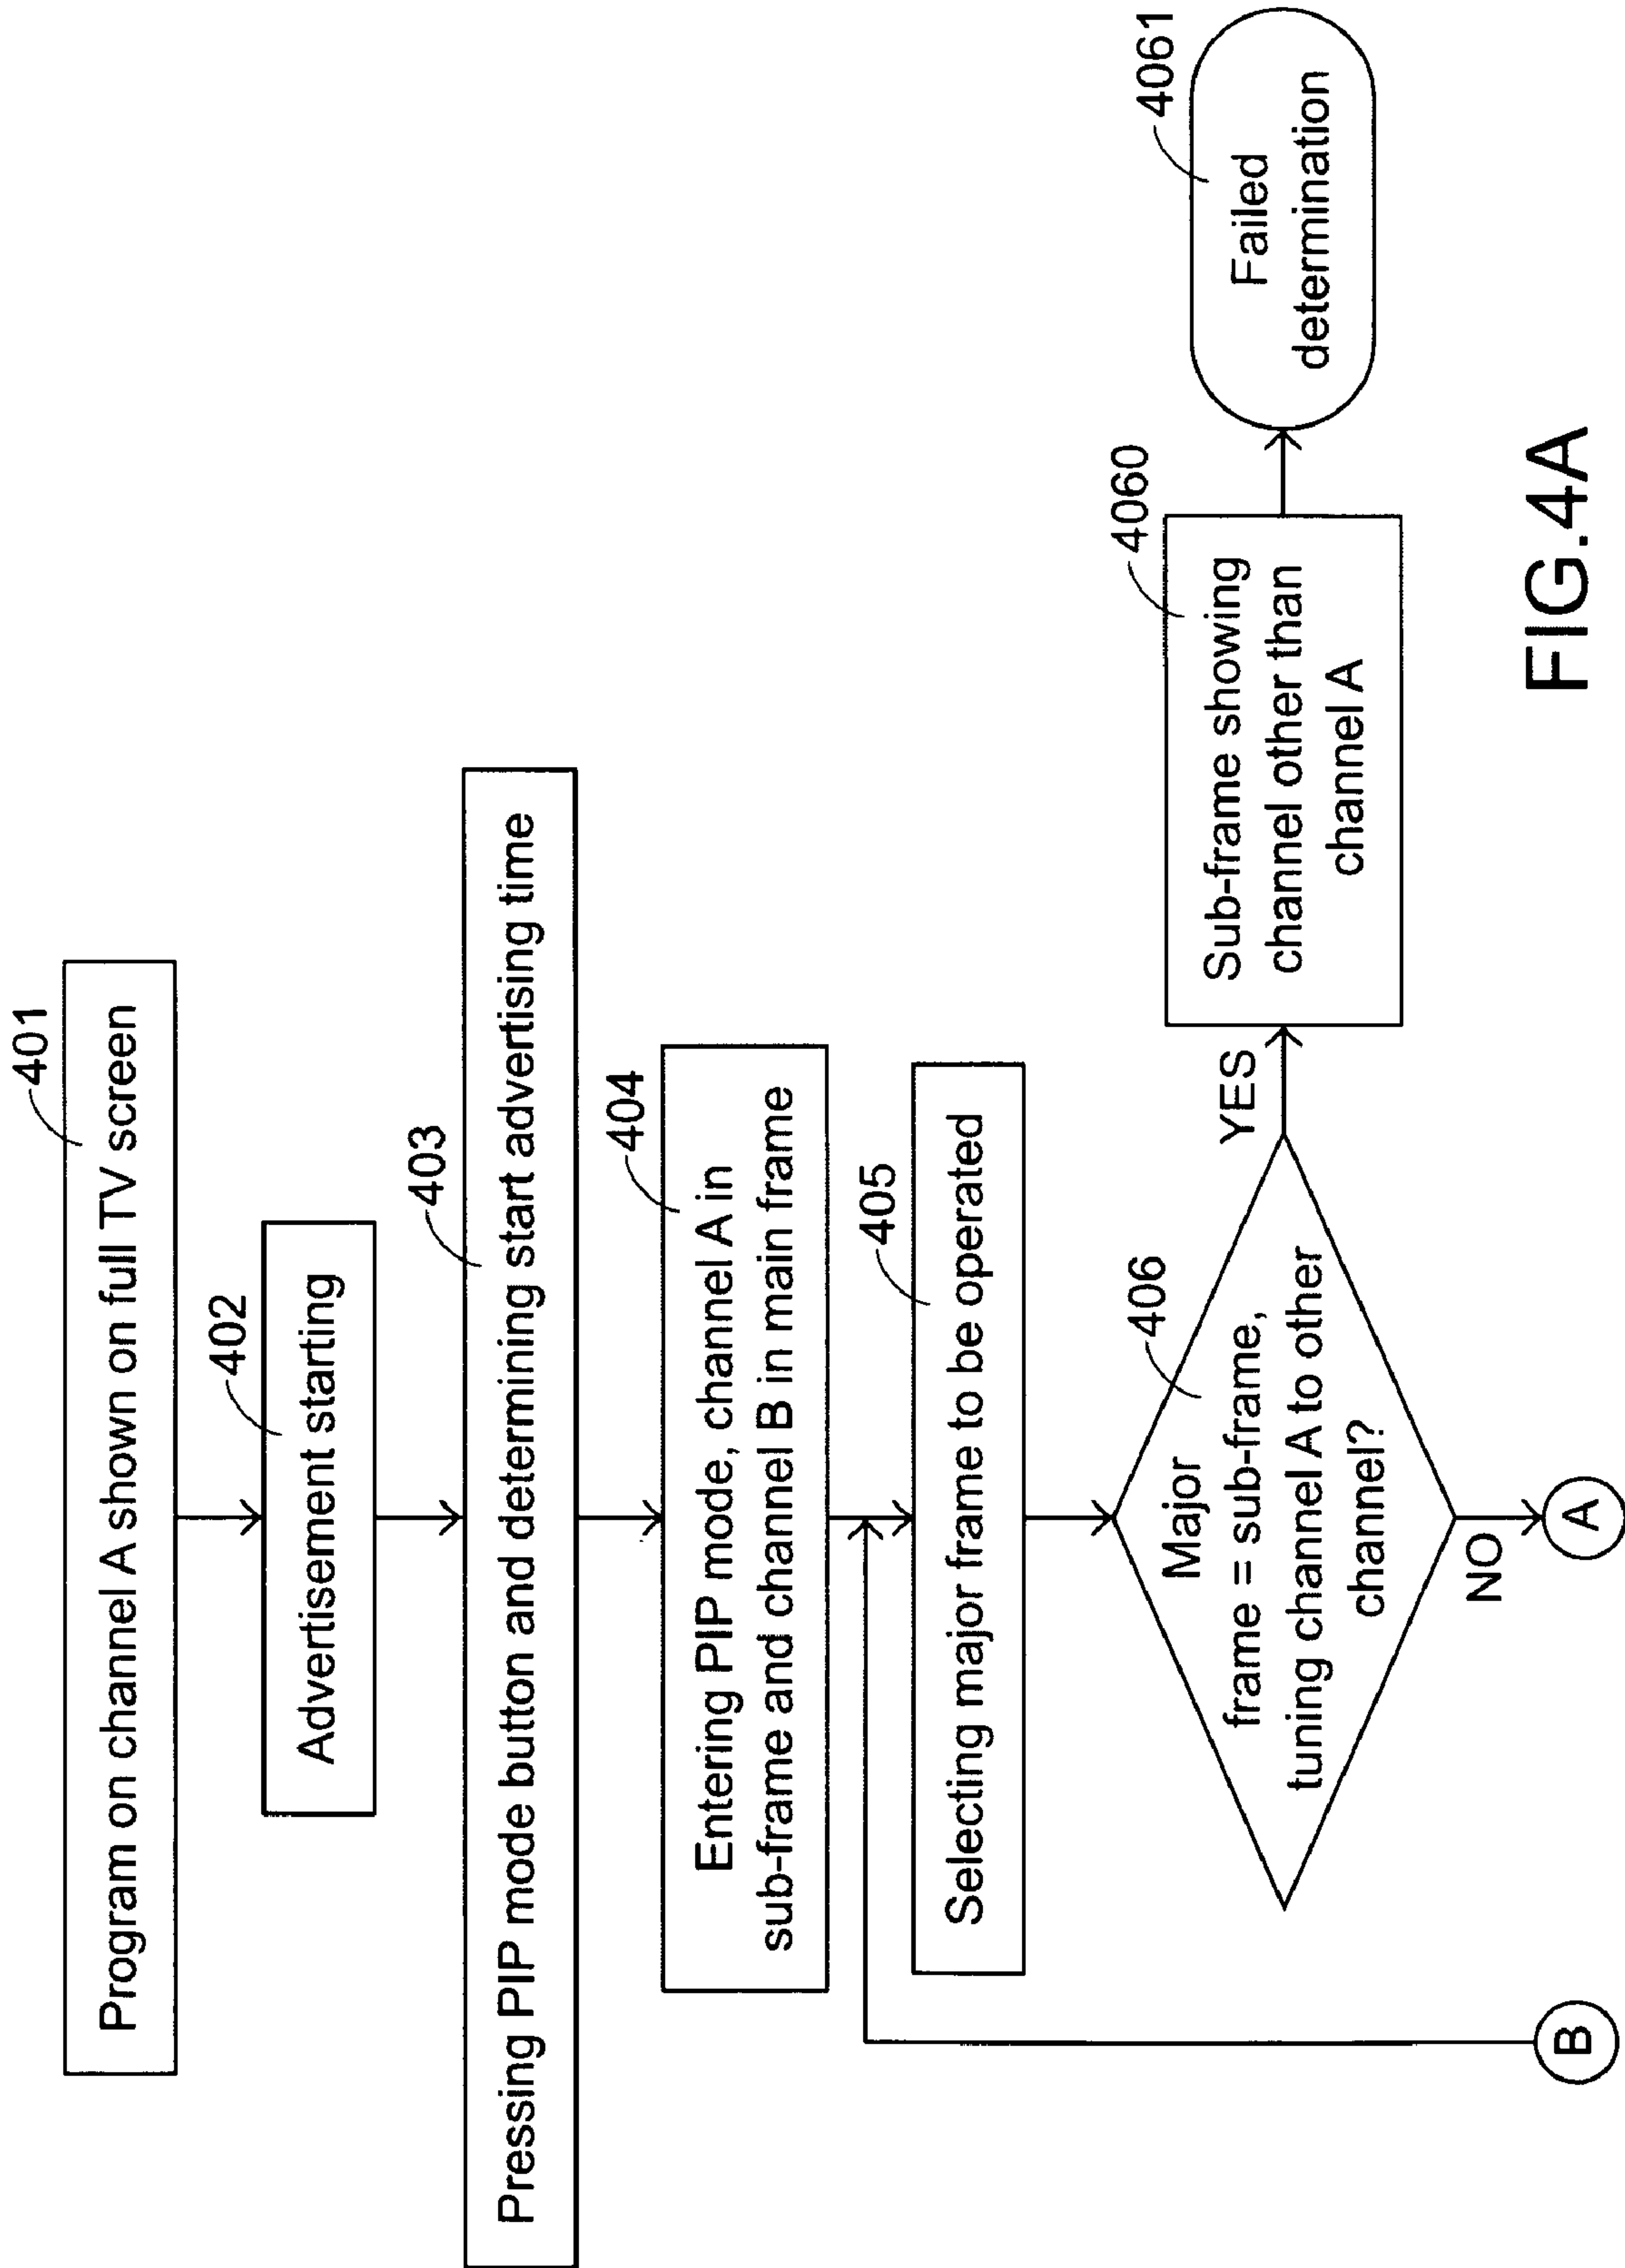 401
Program on channel A shown on full TV screen
402
Advertisement starting
403
Pressing PIP mode button and determining start advertising time
404
Entering PIP mode, channel A in
sub-frame and channel B in main frame
405
Selecting major frame to be operated
406
Major
frame = sub-frame,
tuning channel A to other
channel?
YES
4060
Sub-frame showing
channel other than
channel A
4061
Failed
determination
NO
A
B
FIG.4A